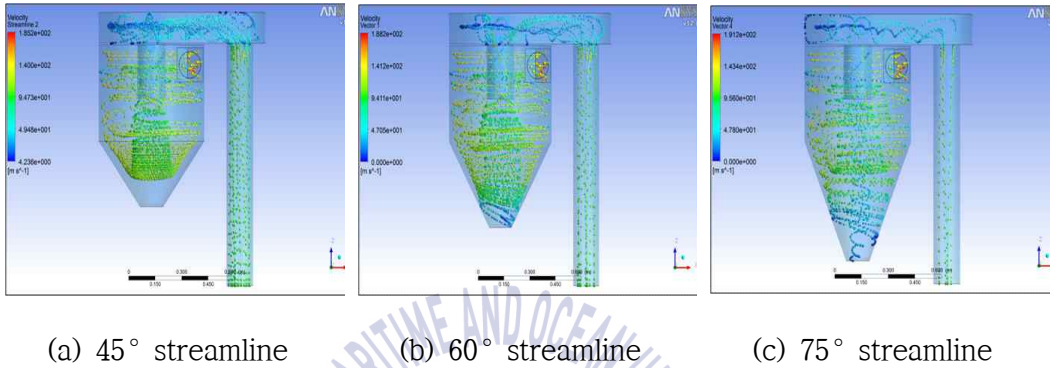 Velocity
Streamline 2
1.852e+002
1.400e+002
9.473e+001
4.948e+001
4.236e+000
[m s^-1]
0
0.300
0.150
0.450
Velocity
Vector 1
1.882e+002
1.412e+002
9.411e+001
4.705e+001
0.000e+000
[m s^-1]
0
0.300
0.150
0.450
Velocity
Vector 4
1.912e+002
1.434e+002
9.560e+001
4.780e+001
0.000e+000
[m s^-1]
0
0.300
0.150
0.450
(a) 45° streamline
(b) 60° streamline
(c) 75° streamline
RITIME AND OCEAN